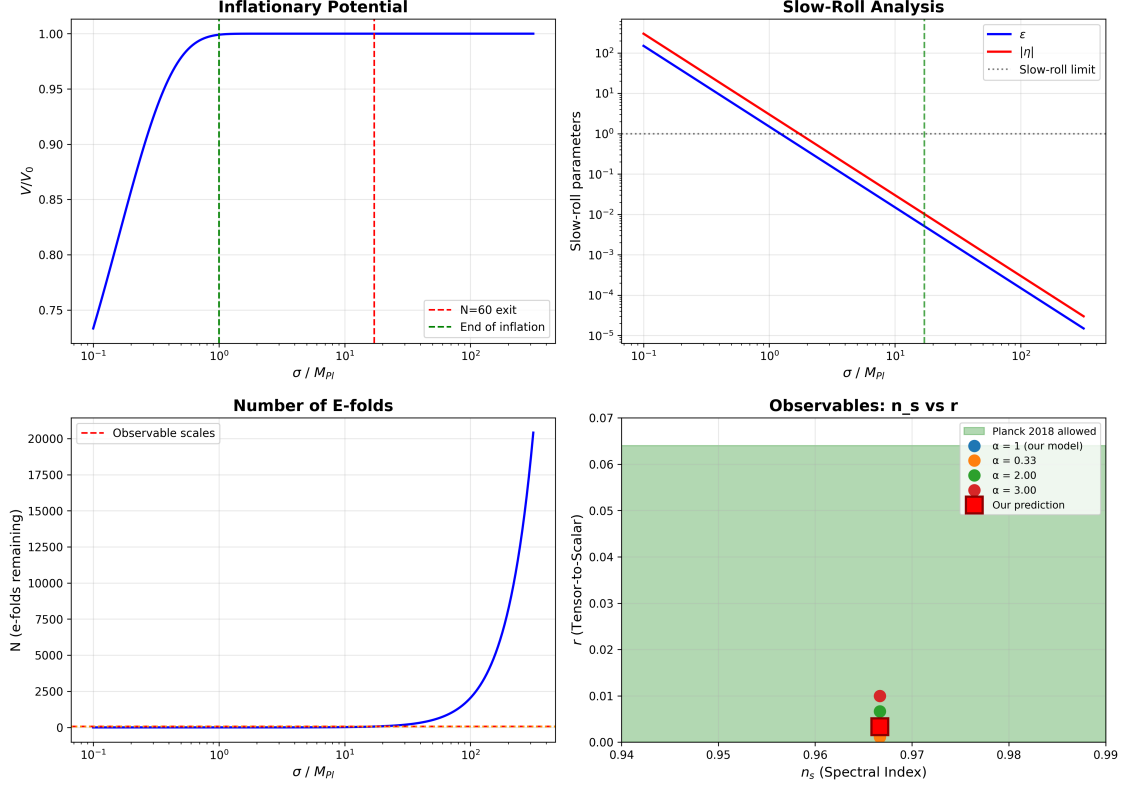 Inflationary Potential
V/V₀
1.00
0.95
0.90
0.85
0.80
0.75
N=60 exit
End of inflation
10⁻¹ 10⁰ 10¹ 10²
σ / M_Pl
Slow-Roll Analysis
Slow-roll parameters
10²
10¹
10⁰
10⁻¹
10⁻²
10⁻³
10⁻⁴
10⁻⁵
ε
|η|
Slow-roll limit
10⁻¹ 10⁰ 10¹ 10²
σ / M_Pl
Number of E-folds
N (e-folds remaining)
20000
17500
15000
12500
10000
7500
5000
2500
0
Observable scales
10⁻¹ 10⁰ 10¹ 10²
σ / M_Pl
Observables: n_s vs r
r (Tensor-to-Scalar)
0.07
0.06
0.05
0.04
0.03
0.02
0.01
0.00
Planck 2018 allowed
α = 1 (our model)
α = 0.33
α = 2.00
α = 3.00
Our prediction
0.94 0.95 0.96 0.97 0.98 0.99
nₛ (Spectral Index)